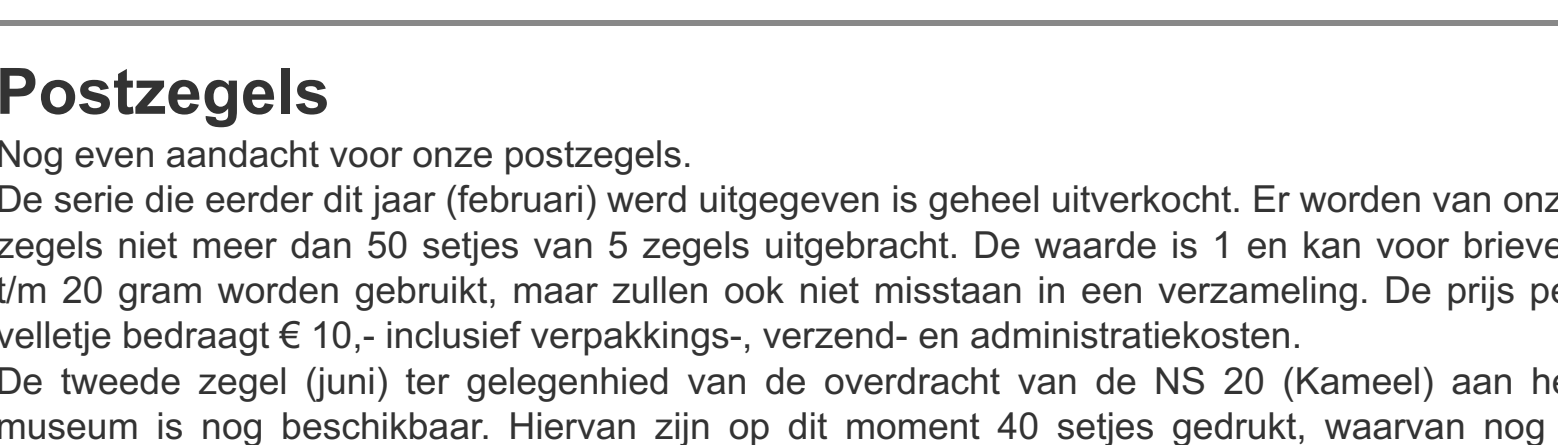 Postzegels
Nog even aandacht voor onze postzegels.
De serie die eerder dit jaar (februari) werd uitgegeven is geheel uitverkocht. Er worden van onz
zegels niet meer dan 50 setjes van 5 zegels uitgebracht. De waarde is 1 en kan voor brieve
t/m 20 gram worden gebruikt, maar zullen ook niet misstaan in een verzameling. De prijs pe
velletje bedraagt € 10,- inclusief verpakkings-, verzend- en administratiekosten.
De tweede zegel (juni) ter gelegenhied van de overdracht van de NS 20 (Kameel) aan he
museum is nog beschikbaar. Hiervan zijn op dit moment 40 setjes gedrukt, waarvan nog